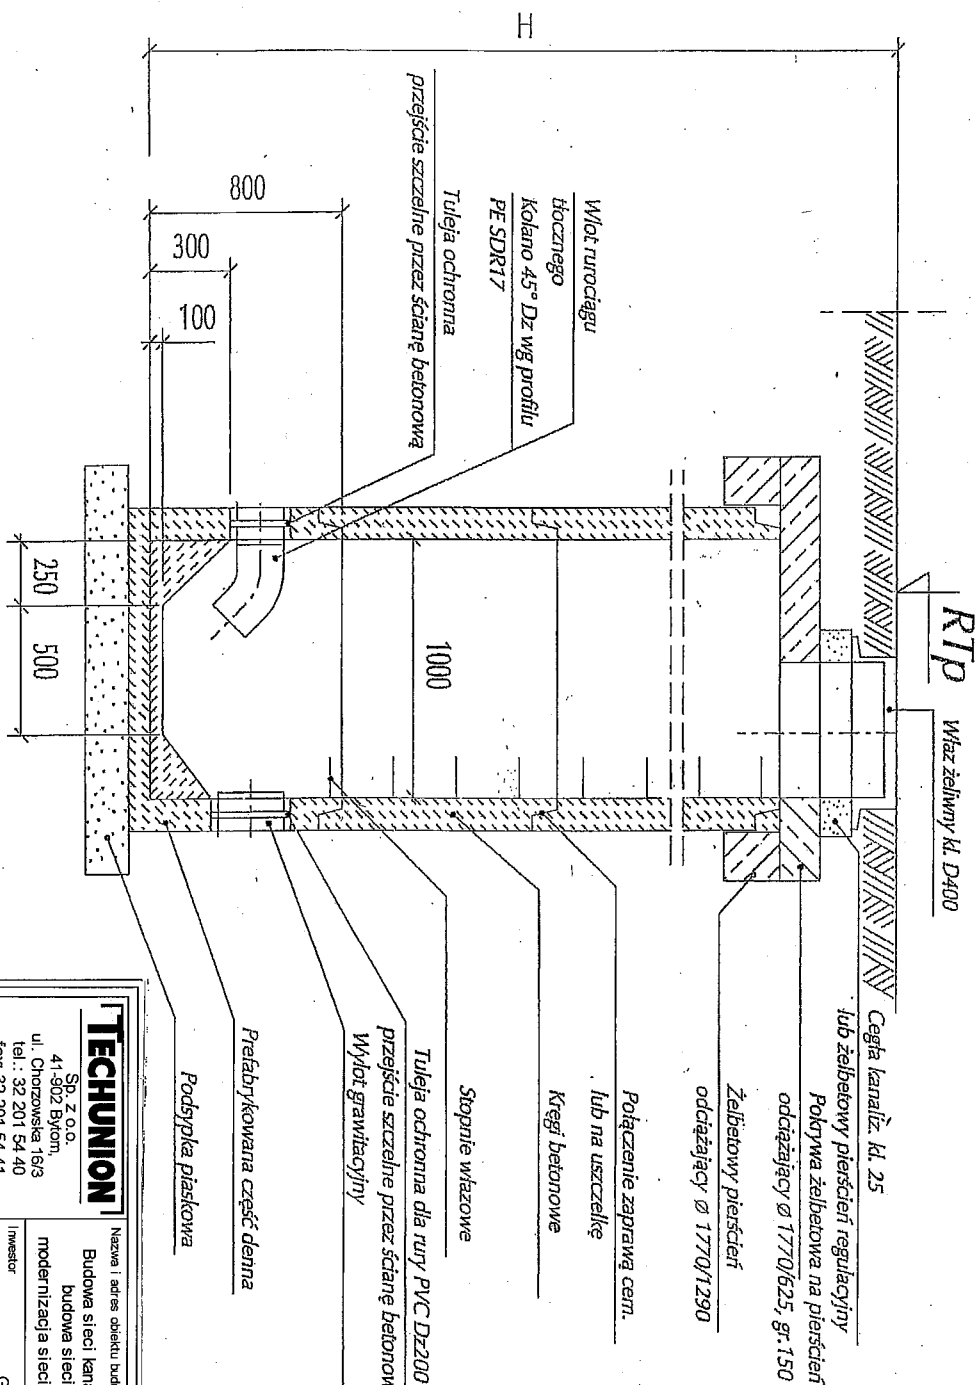 H
RTp
Właz żeliwny kl. D400
Cegła kanaliz. kl. 25
lub żelbetowy pierścień regulacyjny
Pokrywa żelbetowa na pierścień
odciążający ø 1770/625, gr.150
Żelbetowy pierścień
odciążający ø 1770/1290
Połączenie zaprawą cem.
lub na uszczelkę
Kręgi betonowe
Stopnie włazowe
Tuleja ochronna dla rury PVC Dz200
przejście szczelne przez ścianę
Wylot grawitacyjny
Prefabrykowana część denna
Podsypka piaskowa
Wlot rurociągu
tłocznego
Kolano 45° Dz wg profilu
PE SDR17
Tuleja ochronna
przejście szczelne przez ścianę betonową
800
300
100
1000
250
500
TECHUNION
Sp. z o.o.
41-902 Bytom,
ul. Chorzowska 16/3
tel.: 32 201 54 40
Nazwa i adres obiektu
Budowa sieci
budowa sieci
modernizacja sieci
Inwestor